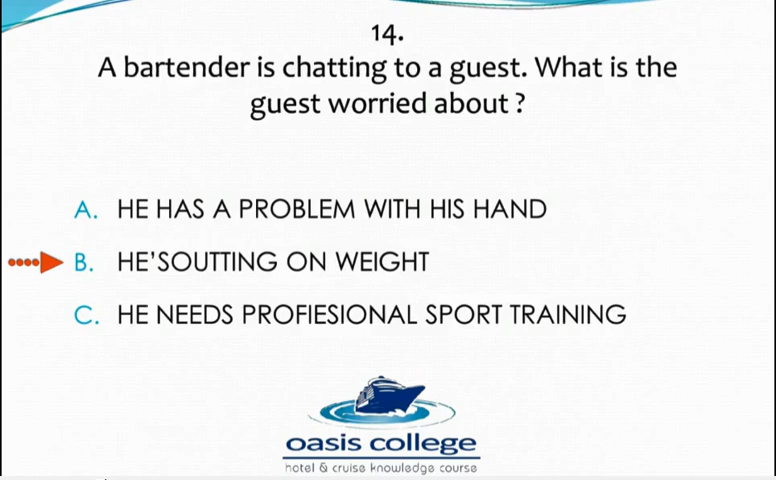 14.
A bartender is chatting to a guest. What is the
guest worried about ?
A. HE HAS A PROBLEM WITH HIS HAND
B. HE'SOUTTING ON WEIGHT
C. HE NEEDS PROFIESIONAL SPORT TRAINING
oasis college
hotel & cruise knowledge course